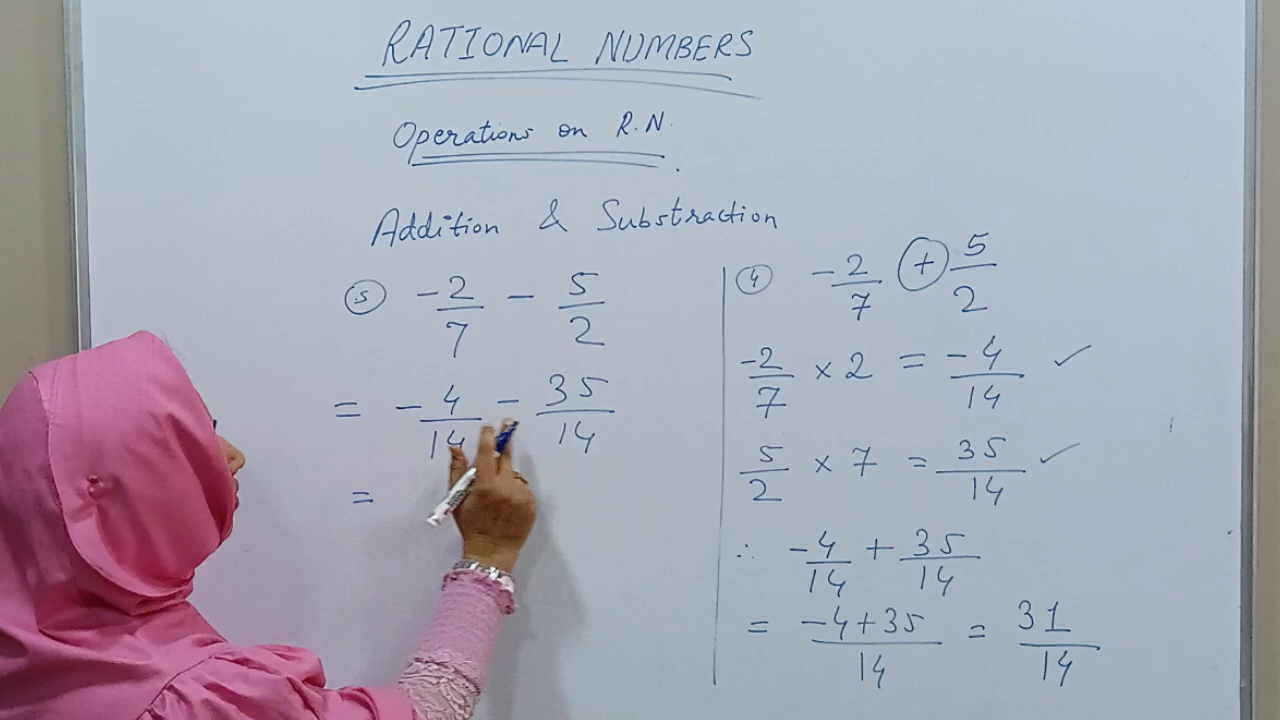 RATIONAL NUMBERS
Operations on R.N.
Addition & Substraction
⑤ -2/7 - 5/2
= -4/14 - 35/14
=
④ -2/7 + 5/2
-2/7 × 2 = -4/14 ✓
5/2 × 7 = 35/14 ✓
∴ -4/14 + 35/14
= -4+35/14 = 31/14